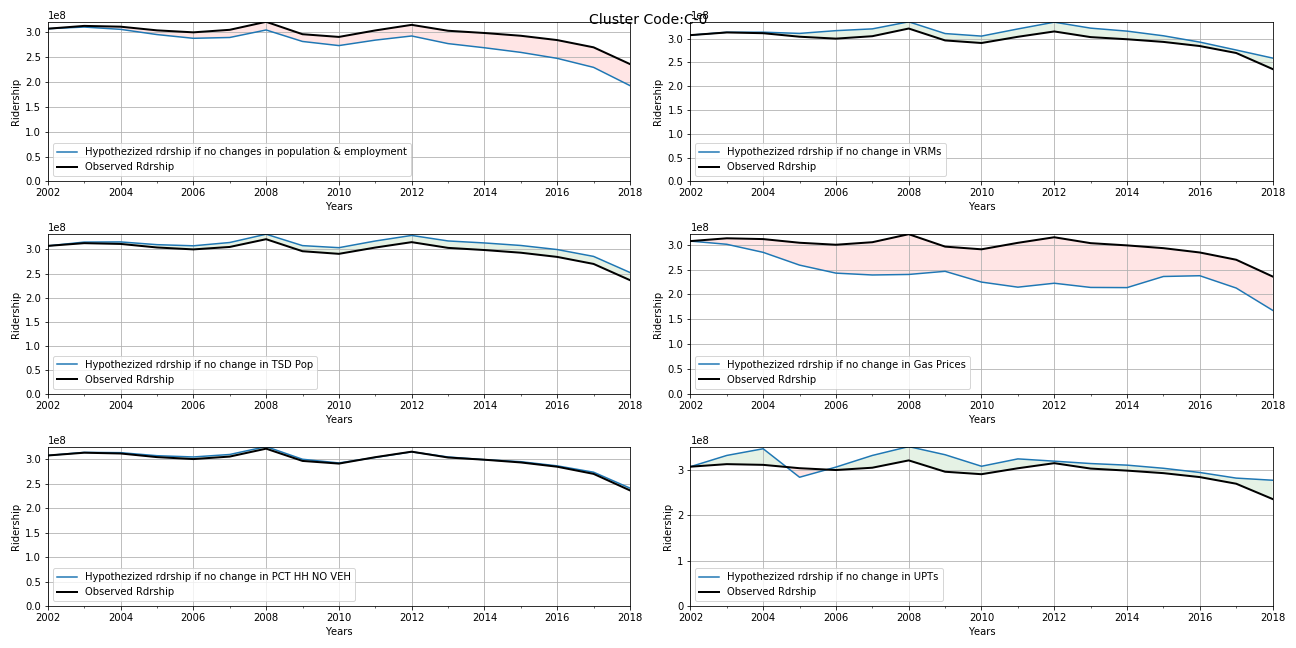 Cluster Code:C-0
1e8
3.0
2.5
2.0
1.5
1.0
0.5
0.0
Ridership
Hypothezized rdrship if no changes in population & employment
Observed Rdrship
2002 2004 2006 2008 2010 2012 2014 2016 2018
Years
1e8
3.0
2.5
2.0
1.5
1.0
0.5
0.0
Ridership
Hypothezized rdrship if no change in VRMs
Observed Rdrship
2002 2004 2006 2008 2010 2012 2014 2016 2018
Years
1e8
3.0
2.5
2.0
1.5
1.0
0.5
0.0
Ridership
Hypothezized rdrship if no change in TSD Pop
Observed Rdrship
2002 2004 2006 2008 2010 2012 2014 2016 2018
Years
1e8
3.0
2.5
2.0
1.5
1.0
0.5
0.0
Ridership
Hypothezized rdrship if no change in Gas Prices
Observed Rdrship
2002 2004 2006 2008 2010 2012 2014 2016 2018
Years
1e8
3.0
2.5
2.0
1.5
1.0
0.5
0.0
Ridership
Hypothezized rdrship if no change in PCT HH NO VEH
Observed Rdrship
2002 2004 2006 2008 2010 2012 2014 2016 2018
Years
1e8
3
2
1
0
Ridership
Hypothezized rdrship if no change in UPTs
Observed Rdrship
2002 2004 2006 2008 2010 2012 2014 2016 2018
Years